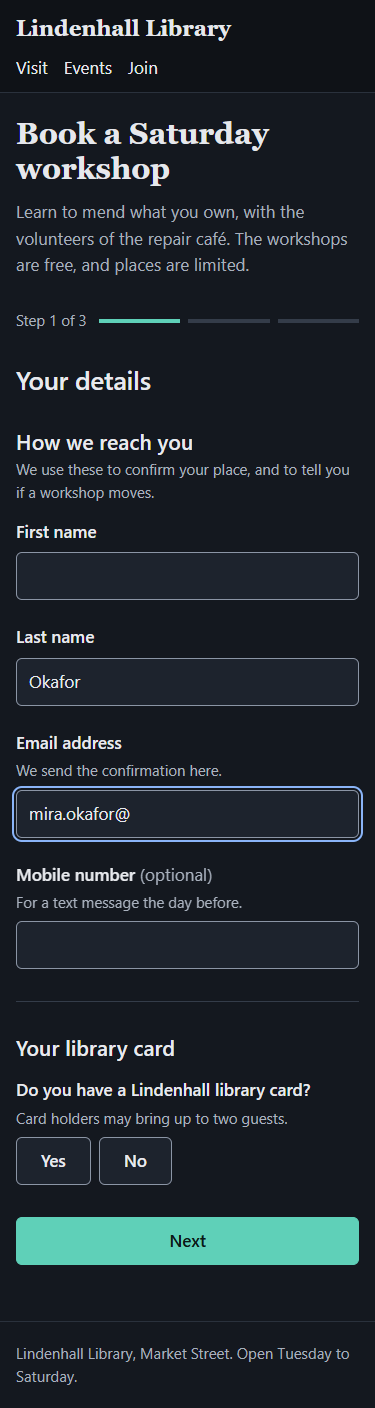 Lindenhall Library
Visit Events Join
Book a Saturday
workshop
Learn to mend what you own, with the
volunteers of the repair café. The workshops
are free, and places are limited.
Step 1 of 3
Your details
How we reach you
We use these to confirm your place, and to tell you
if a workshop moves.
First name
Last name
Okafor
Email address
We send the confirmation here.
mira.okafor@
Mobile number (optional)
For a text message the day before.
Your library card
Do you have a Lindenhall library card?
Card holders may bring up to two guests.
Yes No
Next
Lindenhall Library, Market Street. Open Tuesday to
Saturday.